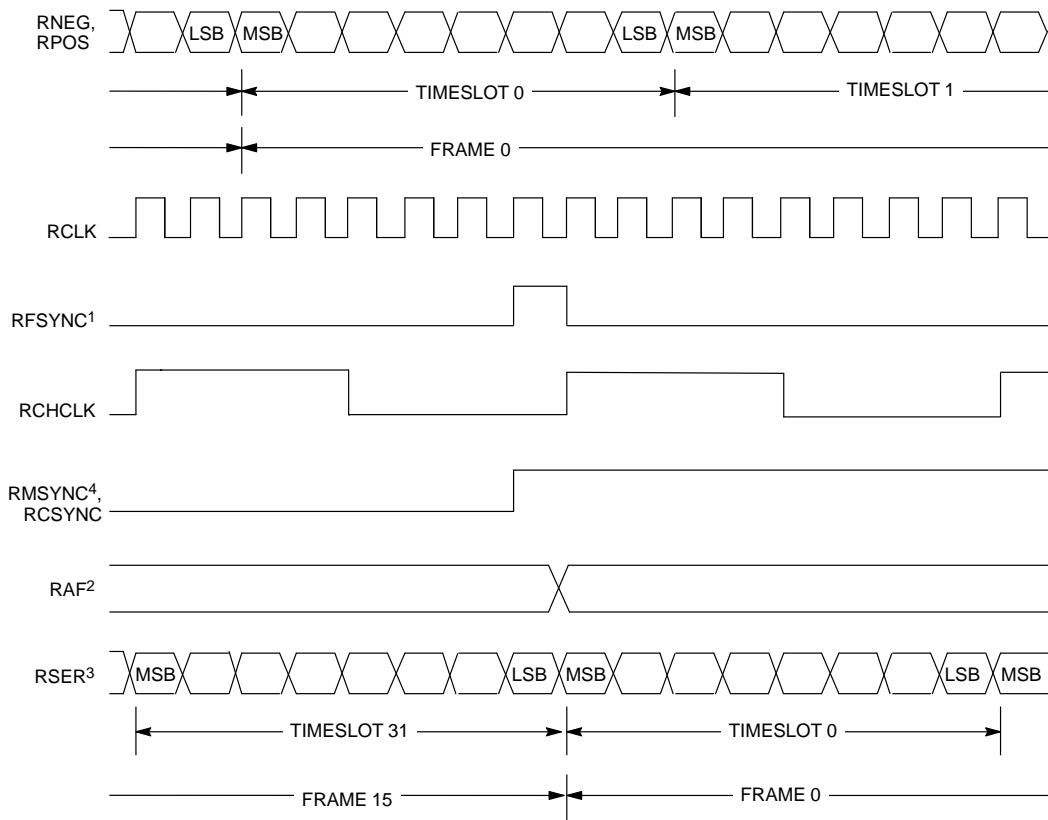 RNEG,
RPOS
LSB MSB LSB MSB
TIMESLOT 0 TIMESLOT 1
FRAME 0
RCLK
RFSYNC1
RCHCLK
RMSYNC4,
RCSYNC
RAF2
RSER3 MSB LSB MSB LSB MSB
TIMESLOT 31 TIMESLOT 0
FRAME 15 FRAME 0